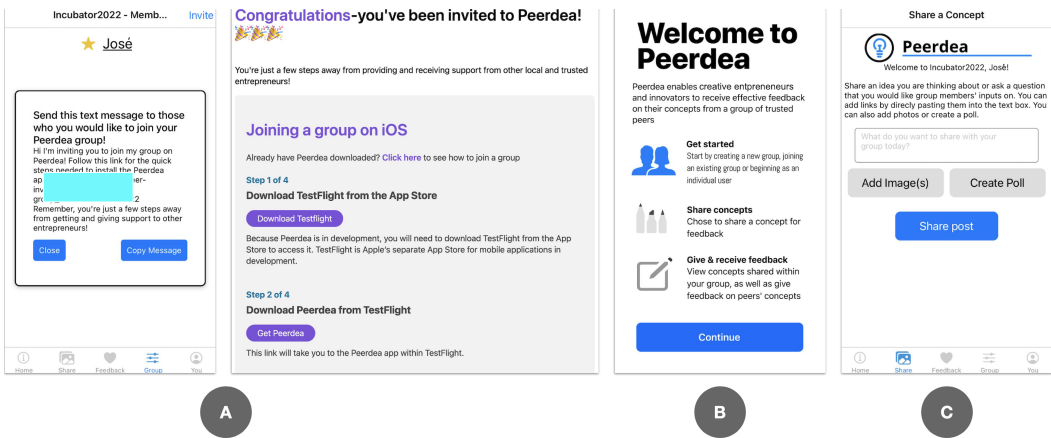 Incubator2022 - Memb... Invite
José
Send this text message to those
who you would like to join your
Peerdea group!
Hi I'm inviting you to join my group on
Peerdea! Follow this link for the quick
steps needed to install the Peerdea
ap
inv
2
Remember, you're just a few steps away
from getting and giving support to other
entrepreneurs!
Close Copy Message
Home Share Feedback Group You
Congratulations-you've been invited to Peerdea!
You're just a few steps away from providing and receiving support from other local and trusted
entrepreneurs!
Joining a group on iOS
Already have Peerdea downloaded? Click here to see how to join a group
Step 1 of 4
Download TestFlight from the App Store
Download Testflight
Because Peerdea is in development, you will need to download TestFlight from the App
Store to access it. TestFlight is Apple's separate App Store for mobile applications in
development.
Step 2 of 4
Download Peerdea from TestFlight
Get Peerdea
This link will take you to the Peerdea app within TestFlight.
A
Welcome to
Peerdea
Peerdea enables creative entpreneneurs
and innovators to receive effective feedback
on their concepts from a group of trusted
peers
Get started
Start by creating a new group, joining
an existing group or beginning as an
individual user
Share concepts
Chose to share a concept for
feedback
Give & receive feedback
View concepts shared within
your group, as well as give
feedback on peers' concepts
Continue
B
Share a Concept
Peerdea
Welcome to Incubator2022, José!
Share an idea you are thinking about or ask a question
that you would like group members' inputs on. You can
add links by direcly pasting them into the text box. You
can also add photos or create a poll.
What do you want to share with your
group today?
Add Image(s) Create Poll
Share post
Home Share Feedback Group You
C